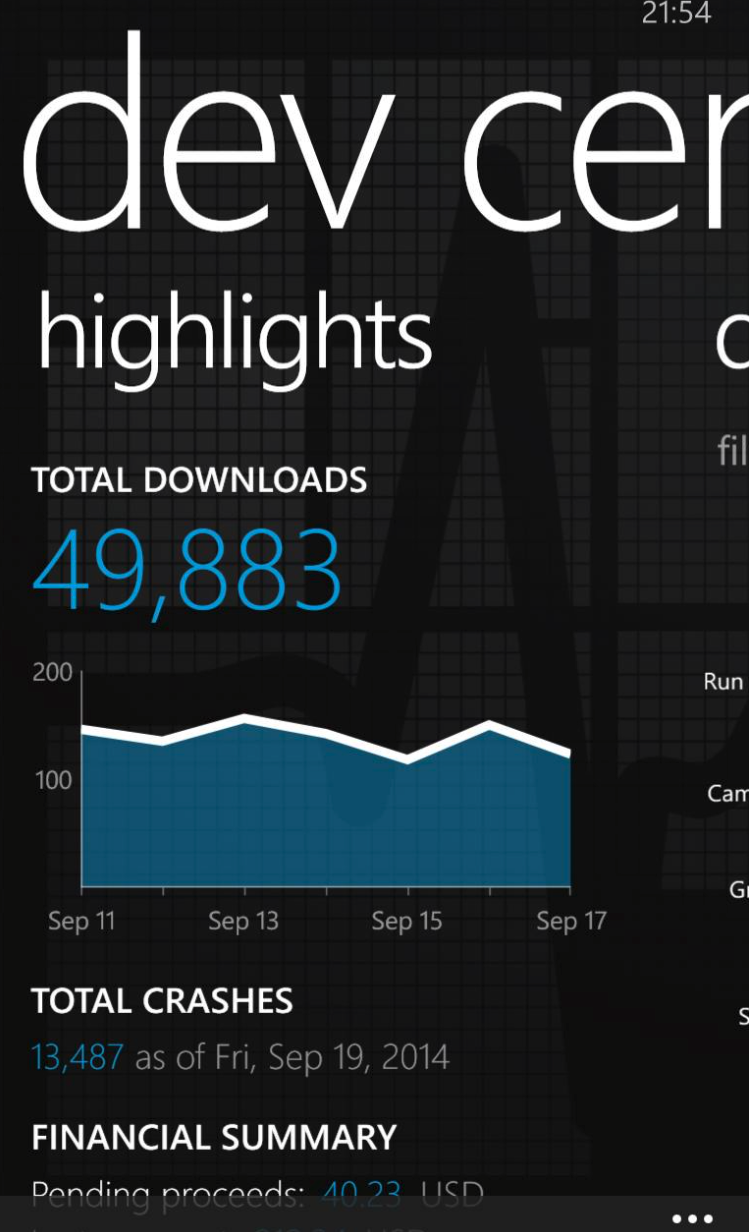 21:54
dev cen
highlights
fil
TOTAL DOWNLOADS
49,883
200
100
Run
Cam
Sep 11 Sep 13 Sep 15 Sep 17
TOTAL CRASHES
13,487 as of Fri, Sep 19, 2014
FINANCIAL SUMMARY
Pending proceeds: 40.23 USD